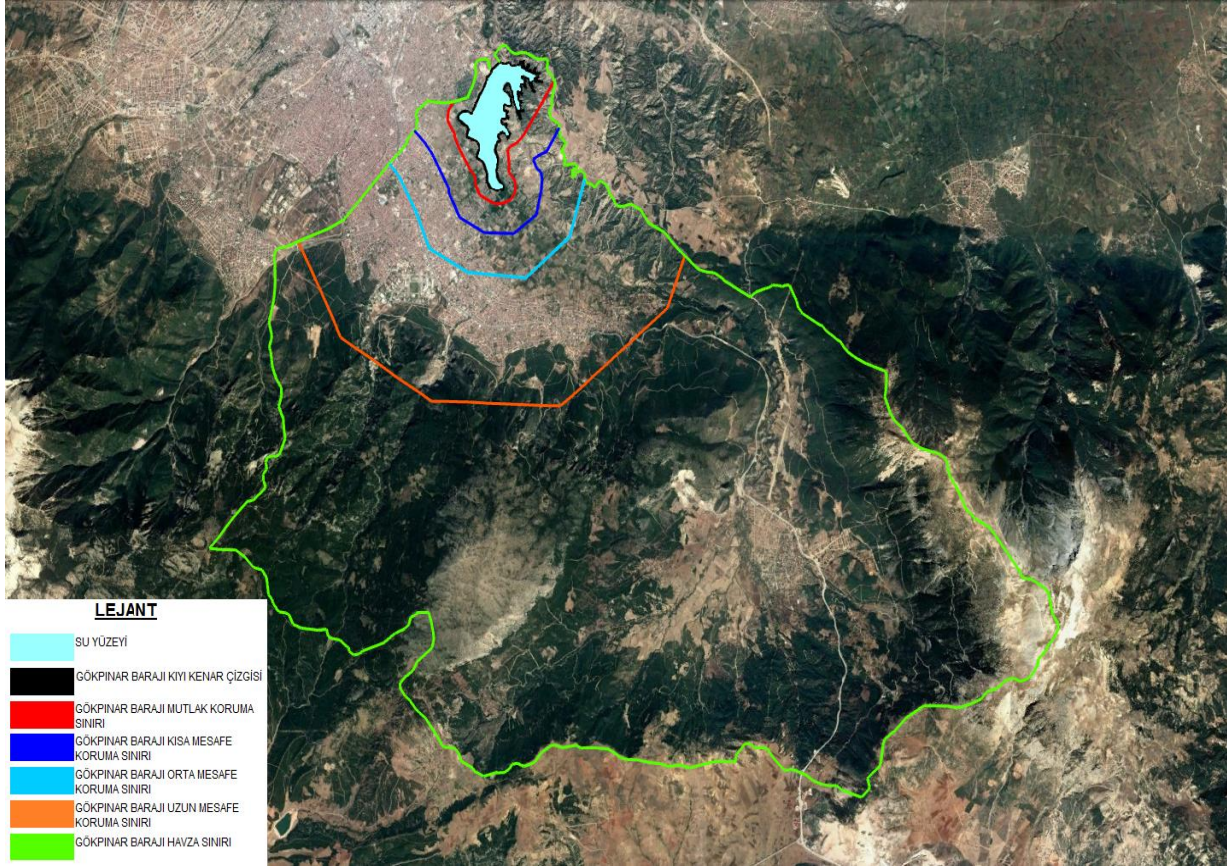 LEJANT
SU YÜZEYİ
GÖKPINAR BARAJI KIYI KENAR ÇİZGİSİ
GÖKPINAR BARAJI MUTLAK KORUMA
SINIRI
GÖKPINAR BARAJI KISA MESAFE
KORUMA SINIRI
GÖKPINAR BARAJI ORTA MESAFE
KORUMA SINIRI
GÖKPINAR BARAJI UZUN MESAFE
KORUMA SINIRI
GÖKPINAR BARAJI HAVZA SINIRI